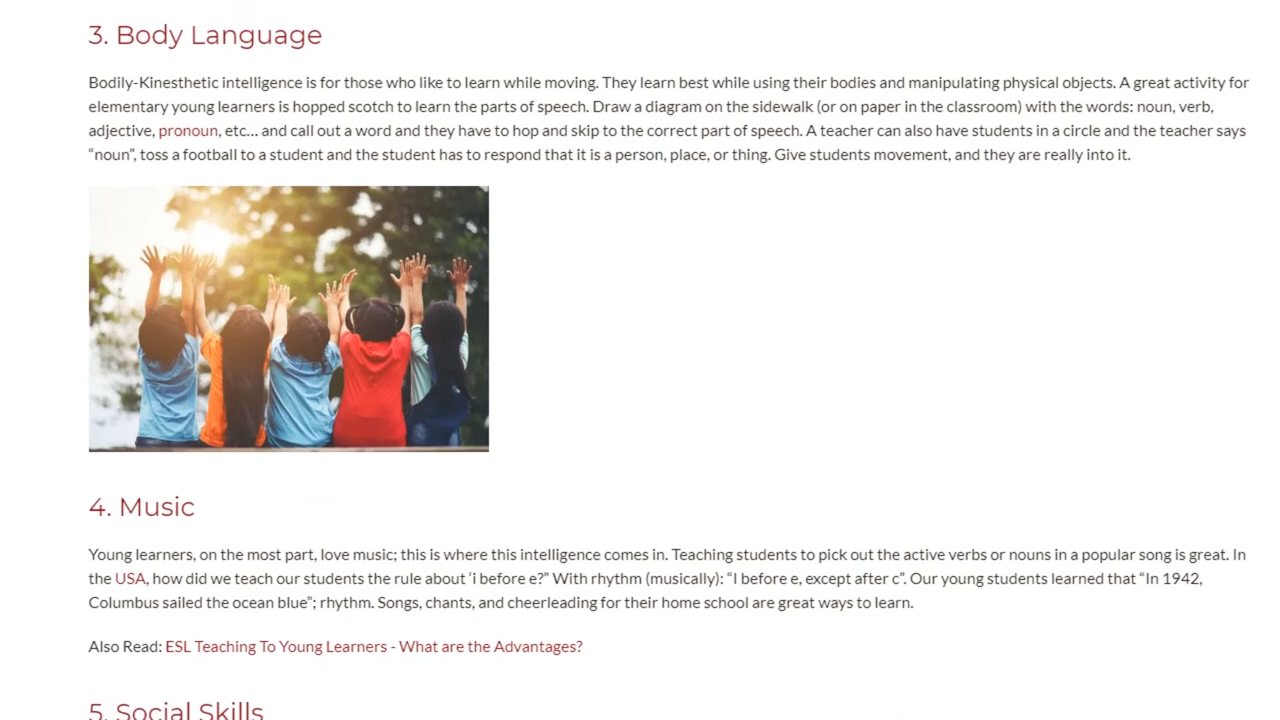 3. Body Language
Bodily-Kinesthetic intelligence is for those who like to learn while moving. They learn best while using their bodies and manipulating physical objects. A great activity for
elementary young learners is hopped scotch to learn the parts of speech. Draw a diagram on the sidewalk (or on paper in the classroom) with the words: noun, verb,
adjective, pronoun, etc... and call out a word and they have to hop and skip to the correct part of speech. A teacher can also have students in a circle and the teacher says
“noun”, toss a football to a student and the student has to respond that it is a person, place, or thing. Give students movement, and they are really into it.
4. Music
Young learners, on the most part, love music; this is where this intelligence comes in. Teaching students to pick out the active verbs or nouns in a popular song is great. In
the USA, how did we teach our students the rule about ‘i before e?” With rhythm (musically): “I before e, except after c”. Our young students learned that “In 1942,
Columbus sailed the ocean blue”; rhythm. Songs, chants, and cheerleading for their home school are great ways to learn.
Also Read: ESL Teaching To Young Learners - What are the Advantages?
5. Social Skills